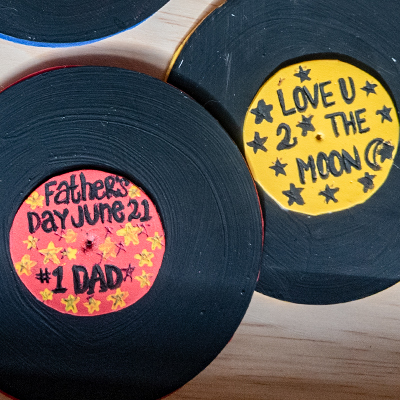 Father's
Day June 21
#1 DAD
LOVE U
2 THE
MOON